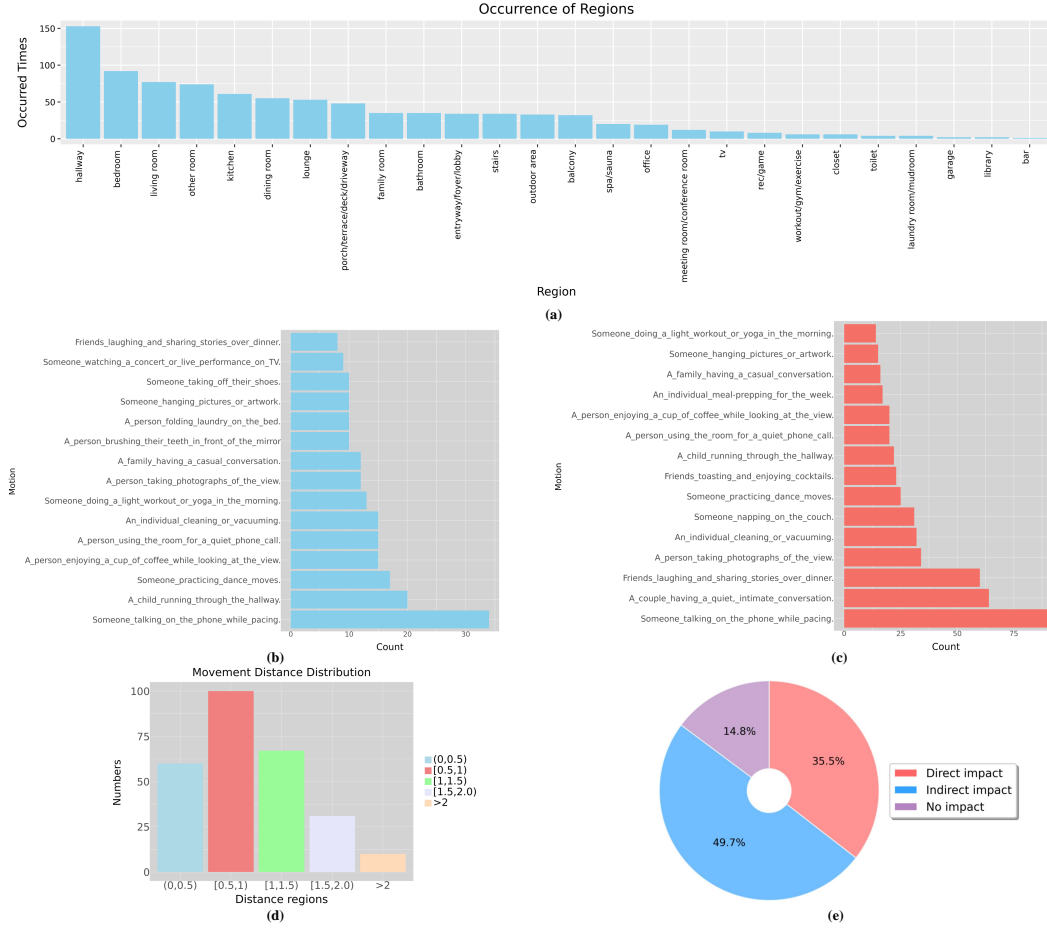 Occurrence of Regions
Occurred Times
150
100
50
0
hallway
bedroom
living room
other room
kitchen
dining room
lounge
porch/terrace/deck/driveway
family room
bathroom
entryway/foyer/lobby
stairs
outdoor area
balcony
spa/sauna
office
meeting room/conference room
tv
rec/game
workout/gym/exercise
closet
toilet
laundry room/mudroom
garage
library
bar
Region
(a)
Motion
Friends_laughing_and_sharing_stories_over_dinner.
Someone_watching_a_concert_or_live_performance_on_TV.
Someone_taking_off_their_shoes.
Someone_hanging_pictures_or_artwork.
A_person_folding_laundry_on_the_bed.
A_person_brushing_their_teeth_in_front_of_the_mirror
A_family_having_a_casual_conversation.
A_person_taking_photographs_of_the_view.
Someone_doing_a_light_workout_or_yoga_in_the_morning.
An_individual_cleaning_or_vacuuming.
A_person_using_the_room_for_a_quiet_phone_call.
A_person_enjoying_a_cup_of_coffee_while_looking_at_the_view.
Someone_practicing_dance_moves.
A_child_running_through_the_hallway.
Someone_talking_on_the_phone_while_pacing.
0 10 20 30
Count
(b)
Motion
Someone_doing_a_light_workout_or_yoga_in_the_morning.
Someone_hanging_pictures_or_artwork.
A_family_having_a_casual_conversation.
An_individual_meal-prepping_for_the_week.
A_person_enjoying_a_cup_of_coffee_while_looking_at_the_view.
A_person_using_the_room_for_a_quiet_phone_call.
A_child_running_through_the_hallway.
Friends_toasting_and_enjoying_cocktails.
Someone_practicing_dance_moves.
Someone_napping_on_the_couch.
An_individual_cleaning_or_vacuuming.
A_person_taking_photographs_of_the_view.
Friends_laughing_and_sharing_stories_over_dinner.
A_couple_having_a_quiet,_intimate_conversation.
Someone_talking_on_the_phone_while_pacing.
0 25 50 75
Count
(c)
Movement Distance Distribution
Numbers
100
75
50
25
0
(0,0.5) [0.5,1) [1,1.5) [1.5,2.0) >2
Distance regions
(0,0.5)
[0.5,1)
[1,1.5)
[1.5,2.0)
>2
(d)
14.8%
35.5%
49.7%
Direct impact
Indirect impact
No impact
(e)